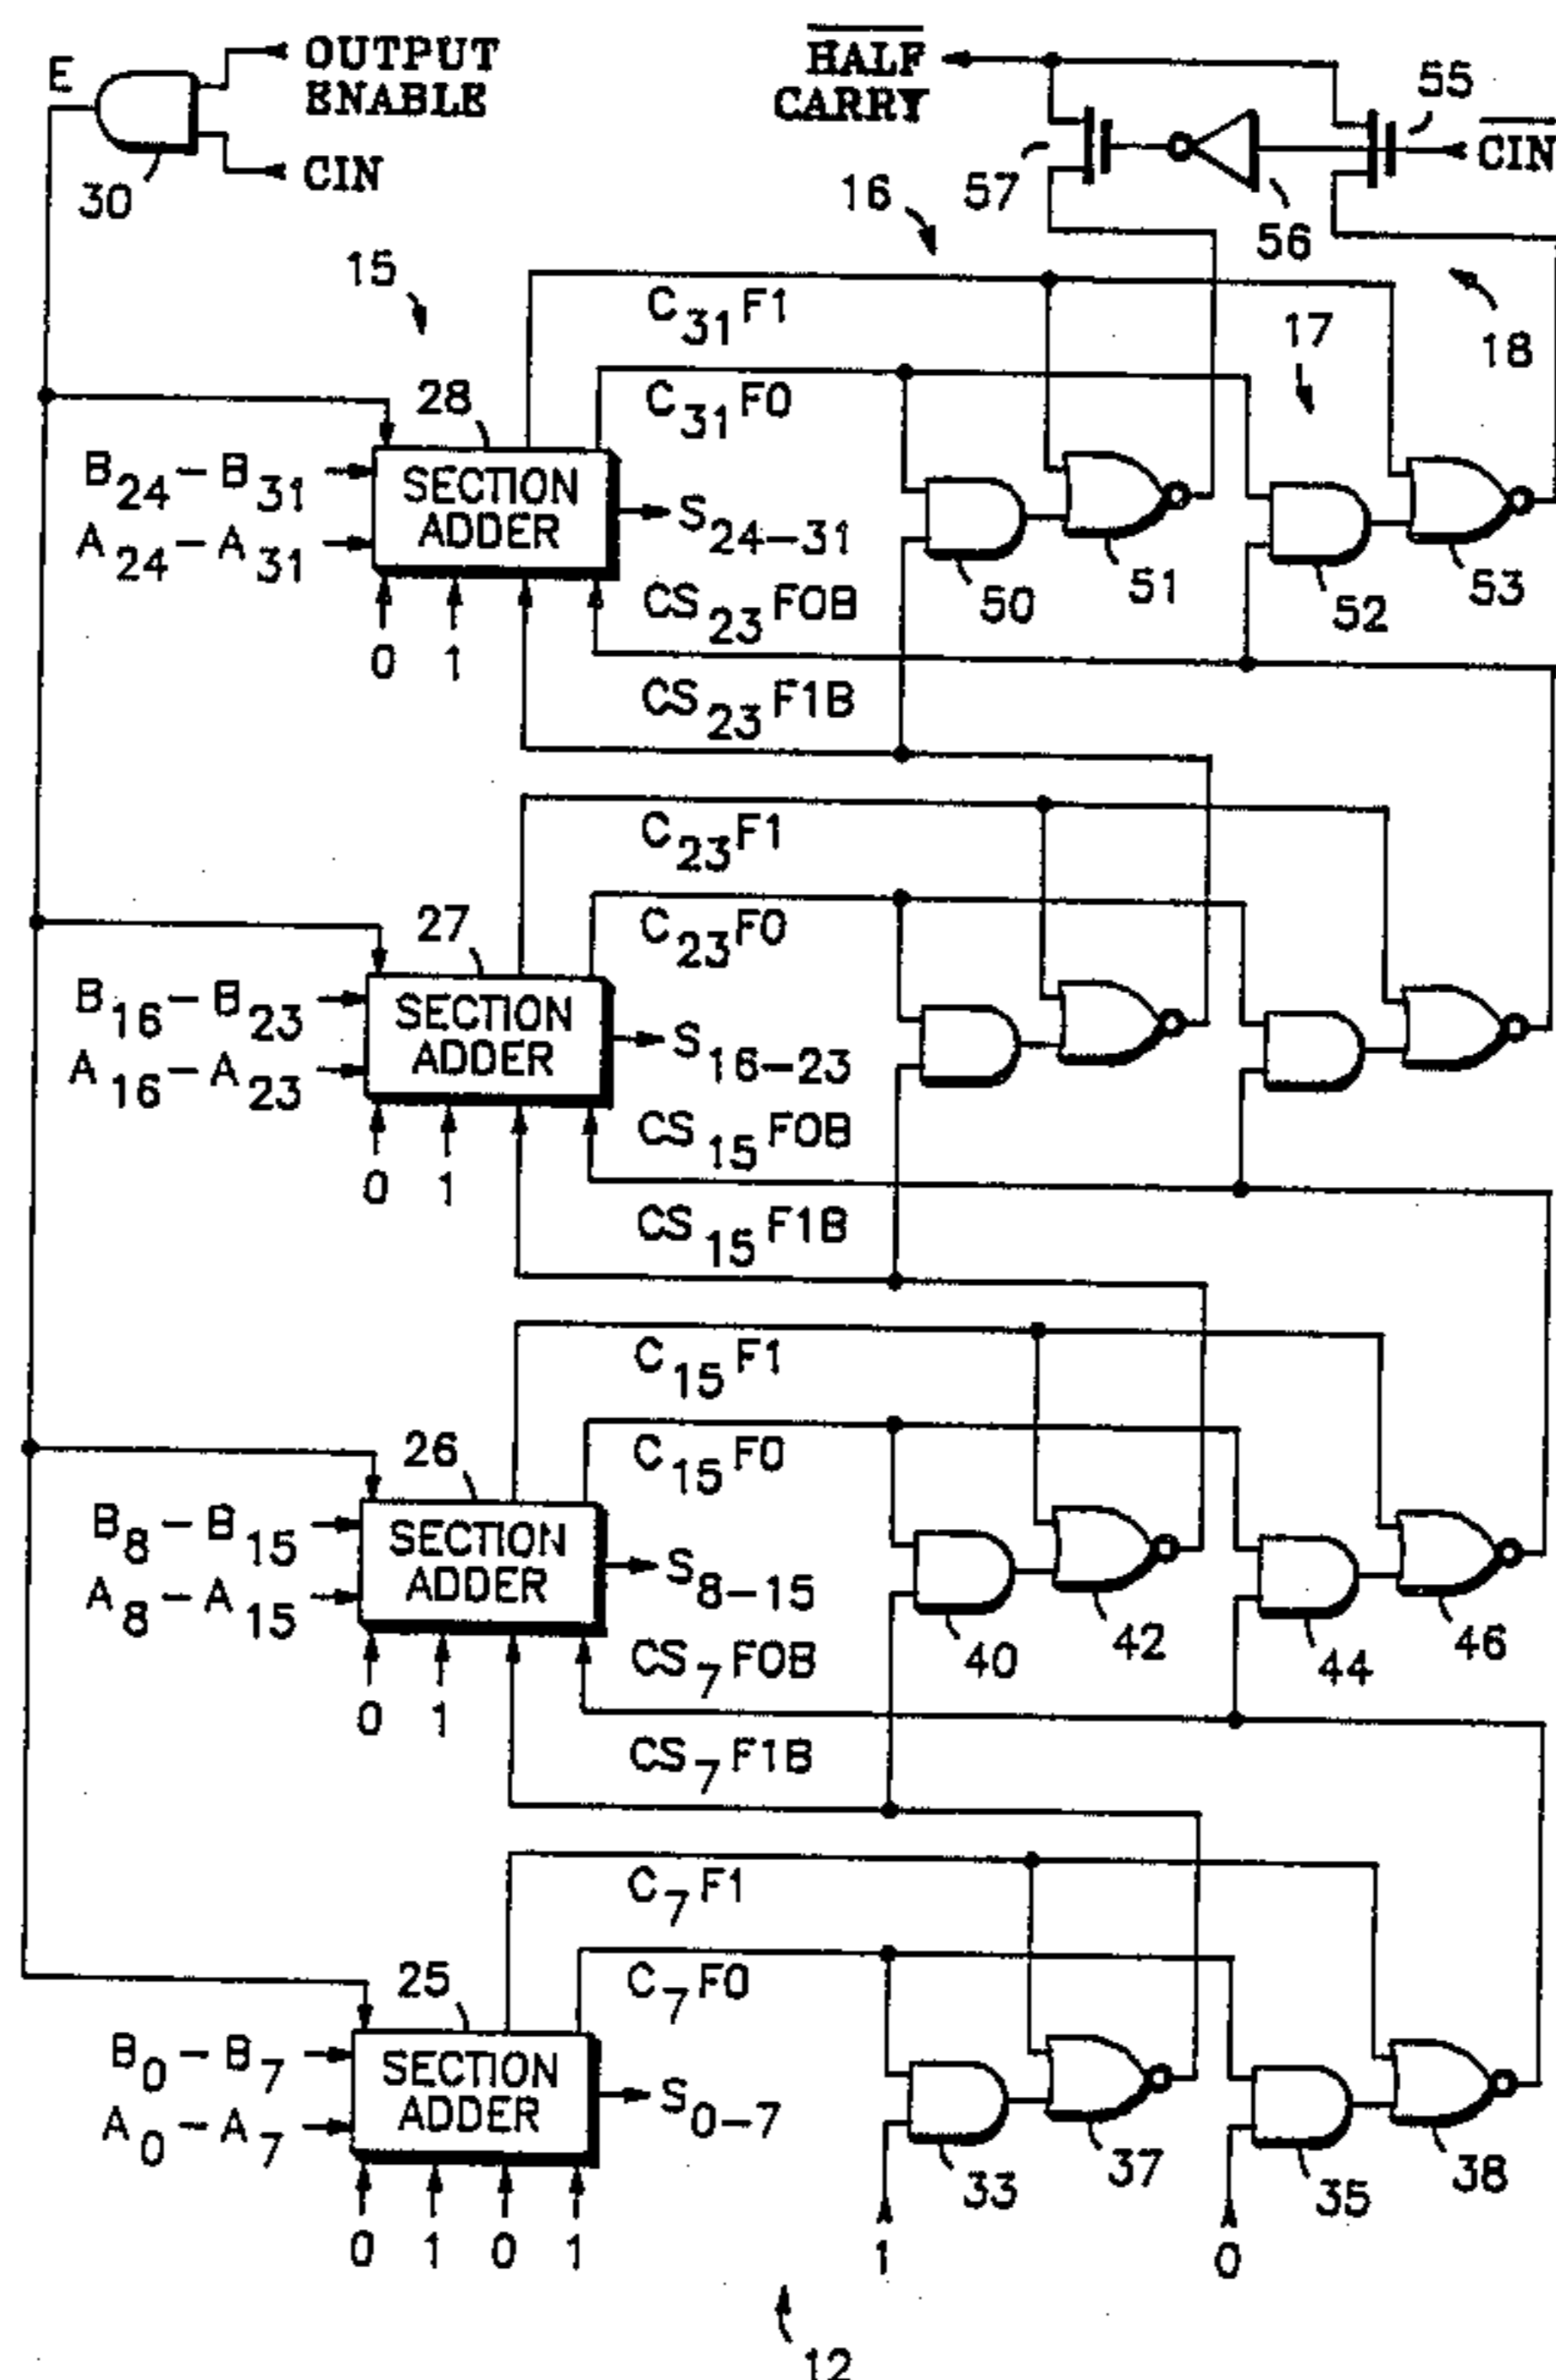 E
OUTPUT
ENABLE
CIN
30
HALF
CARRY
57
56
55
CIN
15
16
17
18
C31F1
C31F0
28
B24-B31
A24-A31
SECTION
ADDER
S24-31
0 1
50
51
52
53
CS23F0B
CS23F1B
C23F1
C23F0
27
B16-B23
A16-A23
SECTION
ADDER
S16-23
0 1
CS15F0B
CS15F1B
C15F1
C15F0
26
B8-B15
A8-A15
SECTION
ADDER
S8-15
0 1
40
42
44
46
CS7F0B
CS7F1B
C7F1
C7F0
25
B0-B7
A0-A7
SECTION
ADDER
S0-7
0 1 0 1
33
37
35
38
1
0
12